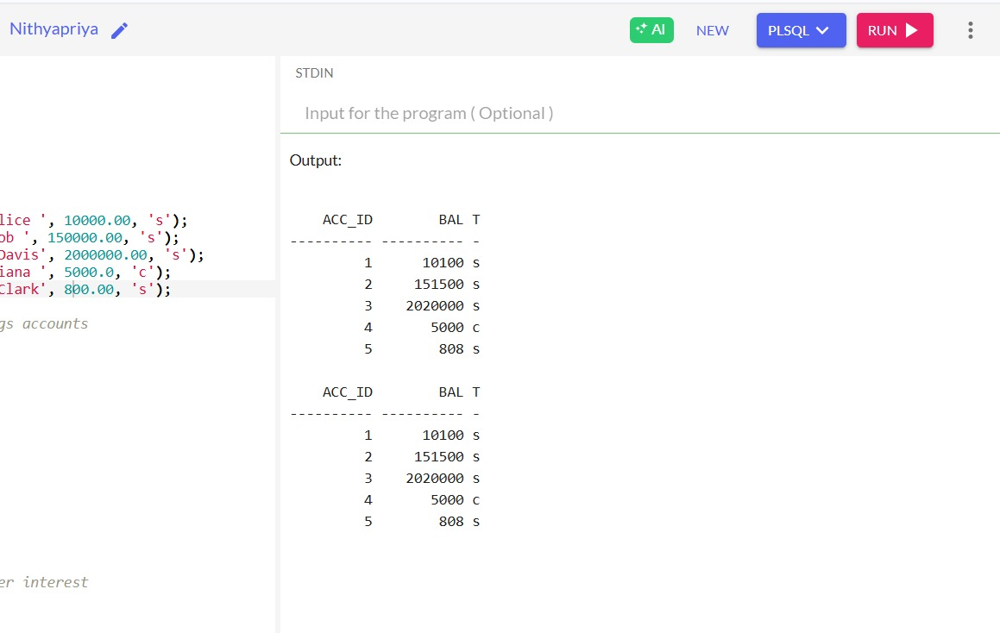 Nithyapriya
AI NEW PLSQL RUN
lice ', 10000.00, 's');
ob ', 150000.00, 's');
Davis', 2000000.00, 's');
iana ', 5000.0, 'c');
Clark', 800.00, 's');
gs accounts
er interest
STDIN
Input for the program ( Optional )
Output:
ACC_ID BAL T
---------- ---------- -
1 10100 s
2 151500 s
3 2020000 s
4 5000 c
5 808 s
ACC_ID BAL T
---------- ---------- -
1 10100 s
2 151500 s
3 2020000 s
4 5000 c
5 808 s